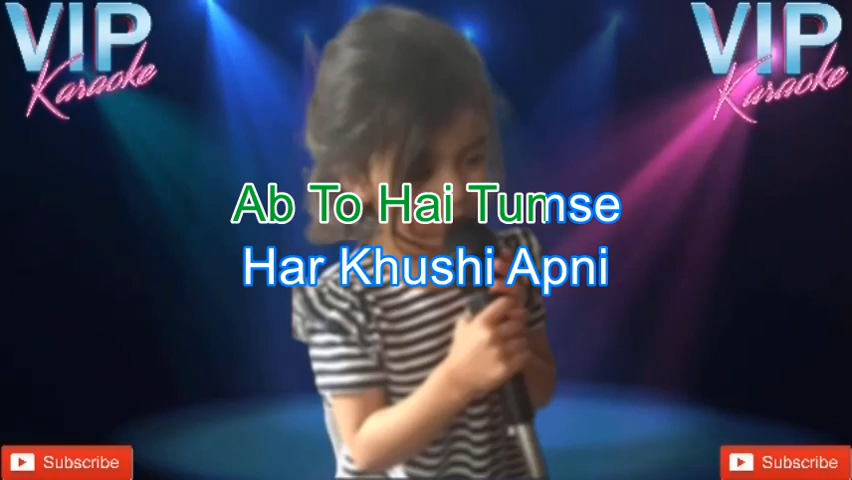 VIP
Karaoke
VIP
Karaoke
Ab To Hai Tumse
Har Khushi Apni
Subscribe
Subscribe